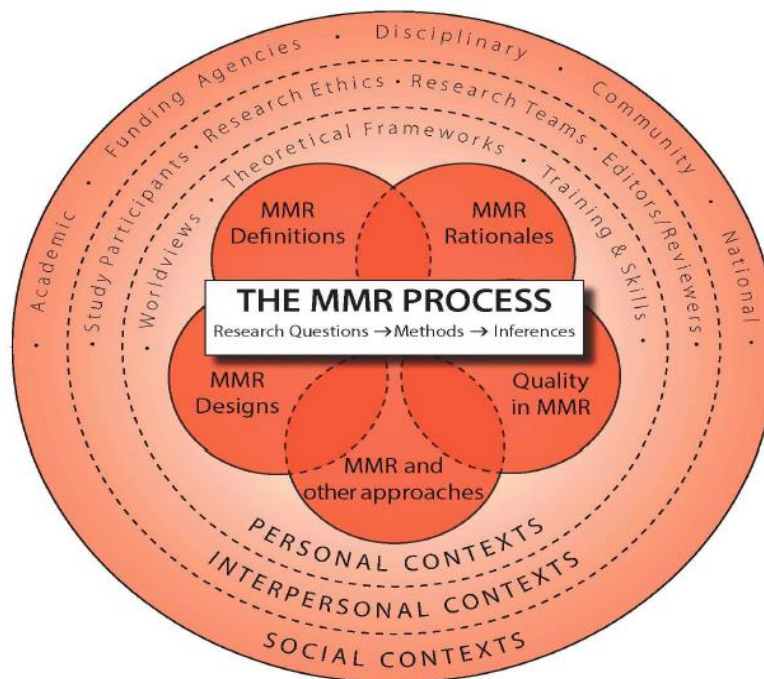 • Academic • Funding Agencies • Disciplinary • Community • National •
• Study Participants • Research Ethics • Research Teams • Editors/Reviewers •
• Worldviews • Theoretical Frameworks • Training & Skills •
MMR
Definitions
MMR
Rationales
THE MMR PROCESS
Research Questions → Methods → Inferences
MMR
Designs
Quality
in MMR
MMR and
other approaches
PERSONAL CONTEXTS
INTERPERSONAL CONTEXTS
SOCIAL CONTEXTS